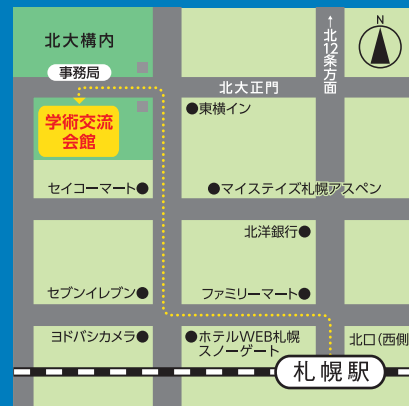 N
↑北12条方面
北大構内
事務局
北大正門
東横イン
学術交流
会館
セイコーマート
マイステイズ札幌アスペン
北洋銀行
セブンイレブン
ファミリーマート
ヨドバシカメラ
ホテルWEB札幌
スノーゲート
北口(西側
札幌駅